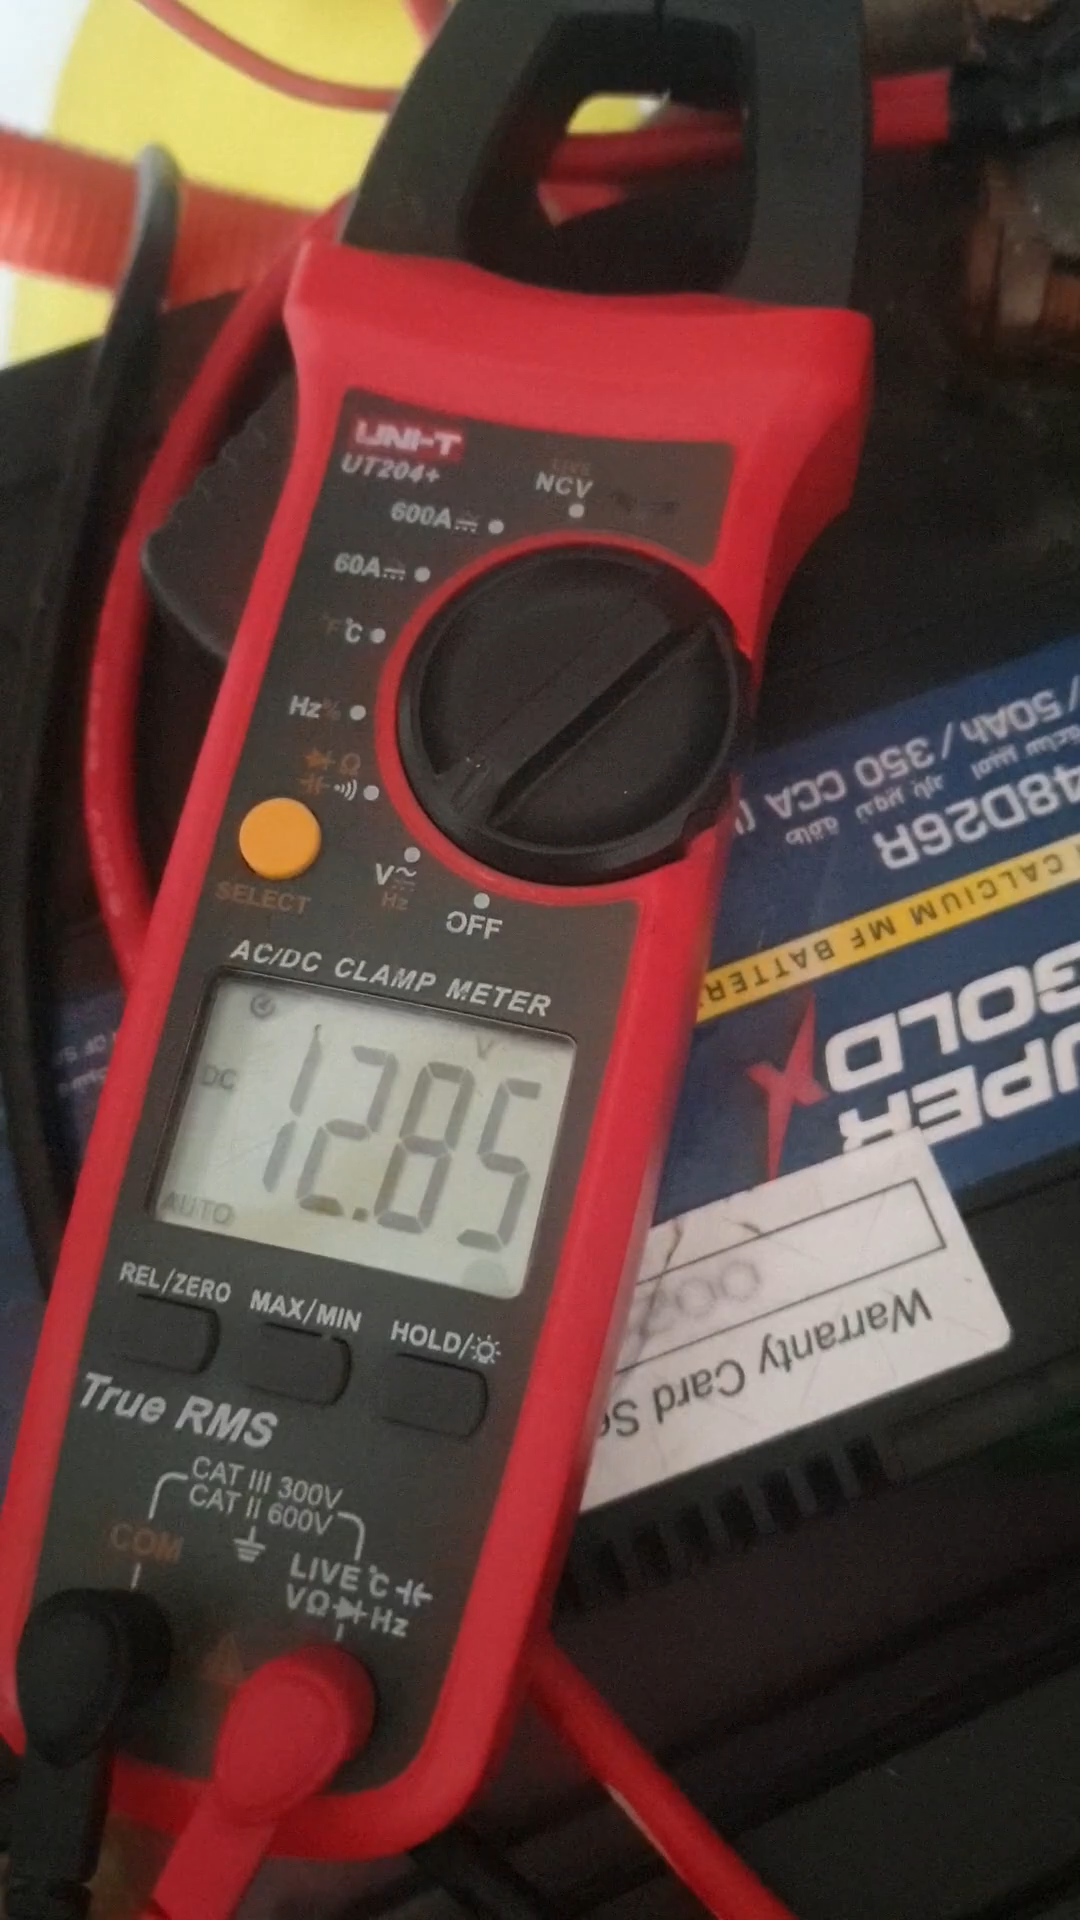 UNI-T
UT204+
LIVE
NCV
600A
60A
°F°C
Hz%
Ω
SELECT
V
Hz
OFF
AC/DC CLAMP METER
V
DC
12.85
AUTO
REL/ZERO MAX/MIN HOLD/
True RMS
CAT III 300V
CAT II 600V
COM
LIVE °C
VΩ Hz
/50Ah/350 CCA
48D26R
CALCIUM MF BATTERY
GOLD
UPER
Warranty Card